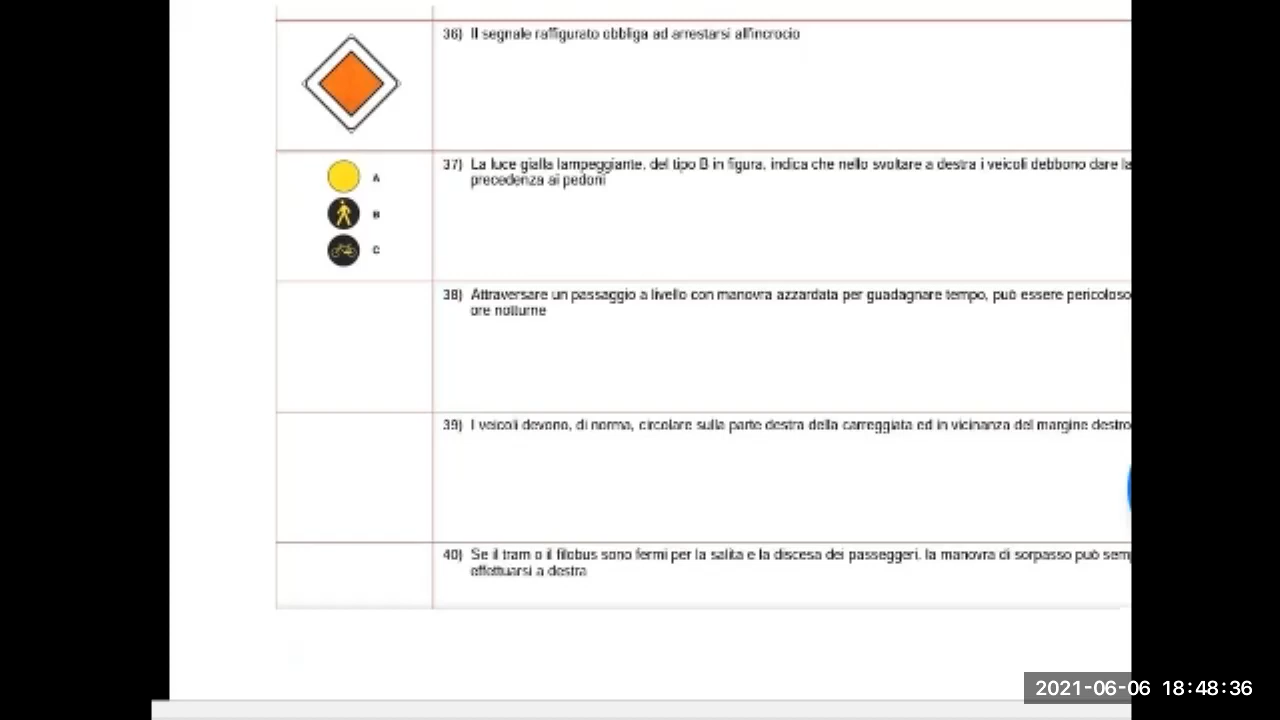 36) Il segnale raffigurato obbliga ad arrestarsi all'incrocio
A
B
C
37) La luce gialla lampeggiante, del tipo B in figura, indica che nello svoltare a destra i veicoli debbono dare la
precedenza ai pedoni
38) Attraversare un passaggio a livello con manovra azzardata per guadagnare tempo, può essere pericoloso
ore notturne
39) I veicoli devono, di norma, circolare sulla parte destra della carreggiata ed in vicinanza del margine destro
40) Se il tram o il filobus sono fermi per la salita e la discesa dei passeggeri, la manovra di sorpasso può sem
effettuarsi a destra
2021-06-06 18:48:36